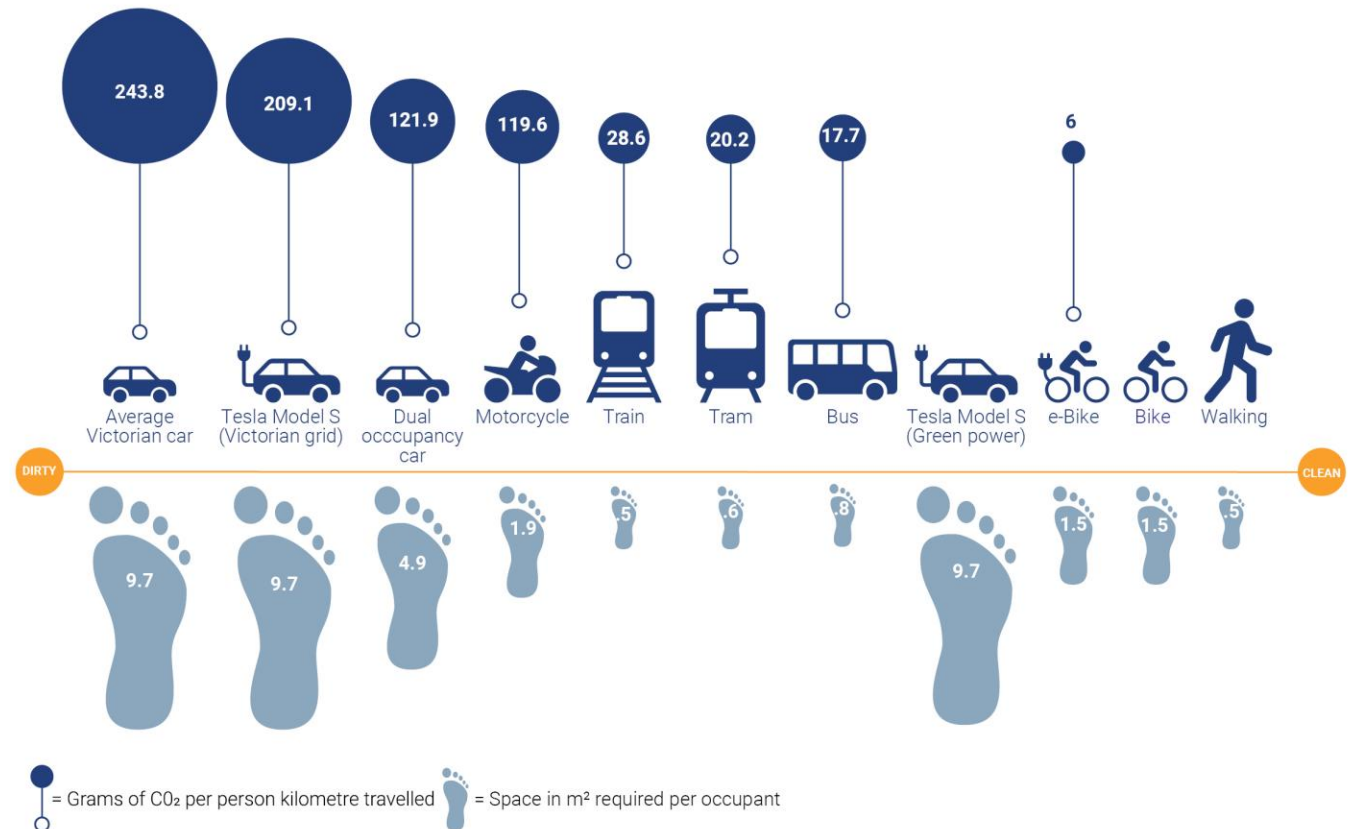 243.8
209.1
121.9
119.6
28.6
20.2
17.7
6
Average
Victorian car
Tesla Model S
(Victorian grid)
Dual
occcupancy
car
Motorcycle
Train
Tram
Bus
Tesla Model S
(Green power)
e-Bike
Bike
Walking
DIRTY
CLEAN
9.7
9.7
4.9
1.9
.5
.6
.8
9.7
1.5
1.5
.5
= Grams of C0₂ per person kilometre travelled
= Space in m² required per occupant